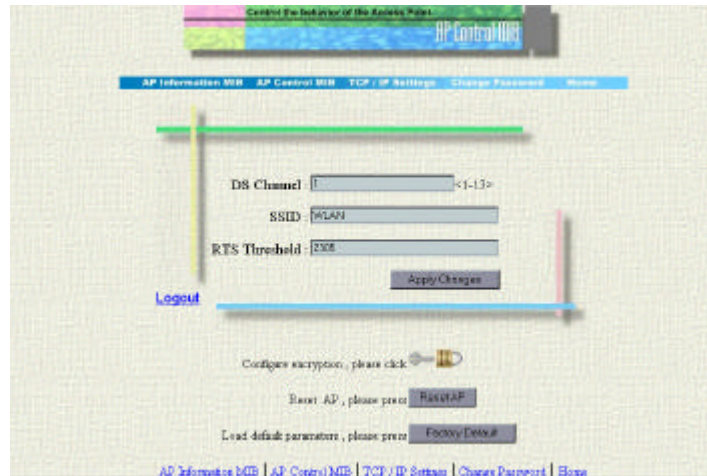 Control the behavior of the Access Point
AP Control MIB
AP Information MIB AP Control MIB TCP / IP Settings Change Password Home
DS Channel : 1 <1-13>
SSID : WLAN
RTS Threshold :
Apply Changes
Logout
Configure encryption , please click
Reset AP , please press Reset AP
Load default parameters , please press Factory Default
AP Information MIB | AP Control MIB | TCP / IP Settings | Change Password | Home